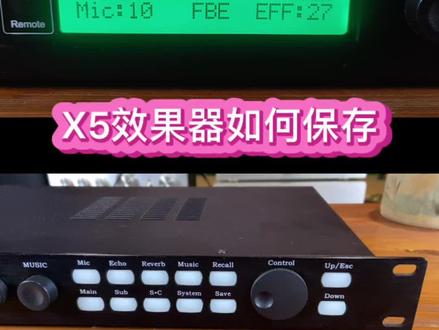 Mic:10 FBE EFF:27
Remote
X5效果器如何保存
MUSIC Mic Echo Reverb Music Recall Control Up/Esc
Main Sub S+C System Save Down